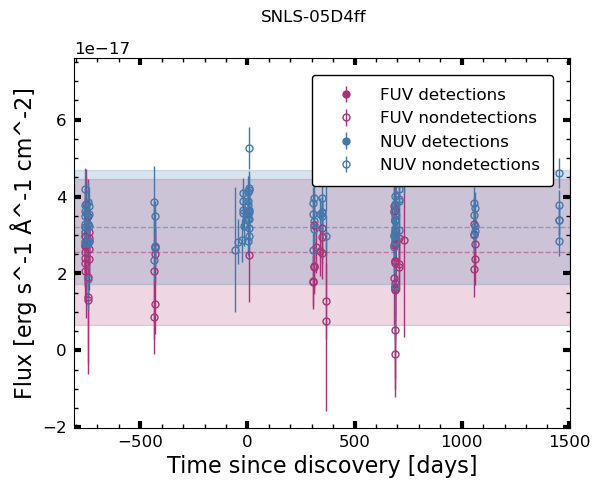 SNLS-05D4ff
1e−17
FUV detections
FUV nondetections
NUV detections
NUV nondetections
Flux [erg s^-1 Å^-1 cm^-2]
6
4
2
0
−2
−500 0 500 1000 1500
Time since discovery [days]